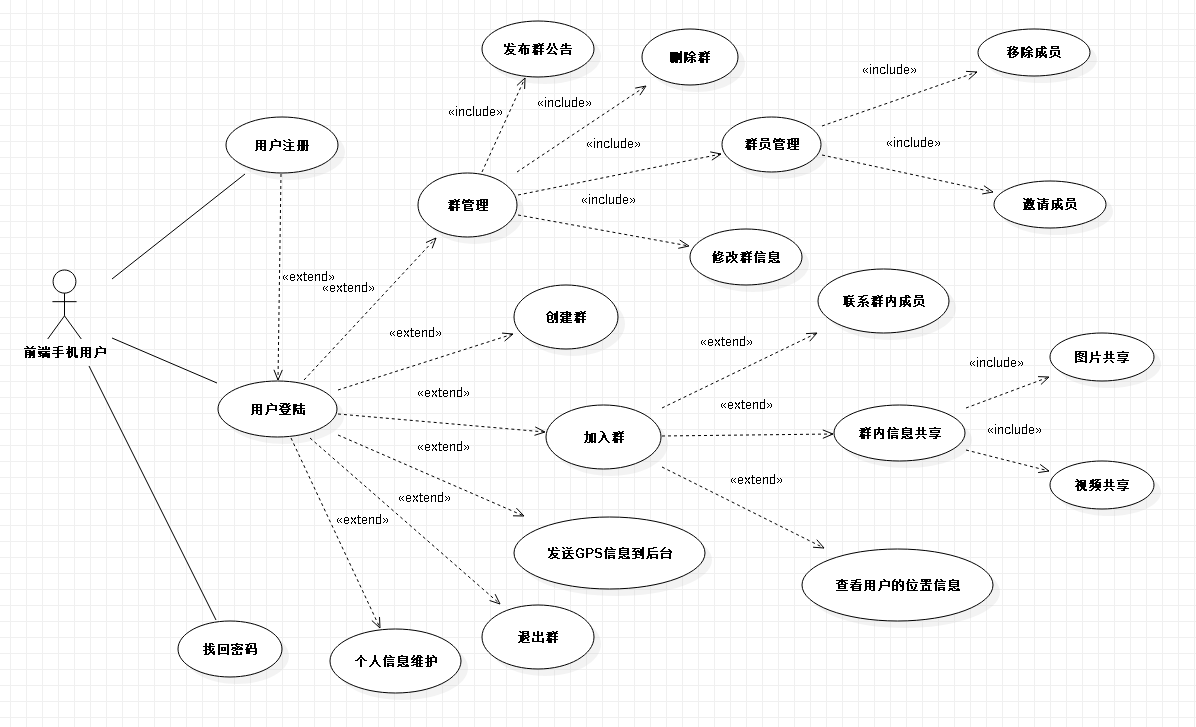 发布群公告
删除群
移除成员
«include»
«include»
«include»
用户注册
«include»
群员管理
«include»
«include»
群管理
邀请成员
修改群信息
«extend»
«extend»
创建群
联系群内成员
«extend»
«extend»
前端手机用户
图片共享
«include»
«extend»
«extend»
用户登陆
加入群
群内信息共享
«include»
«extend»
«extend»
视频共享
«extend»
«extend»
发送GPS信息到后台
查看用户的位置信息
找回密码
个人信息维护
退出群